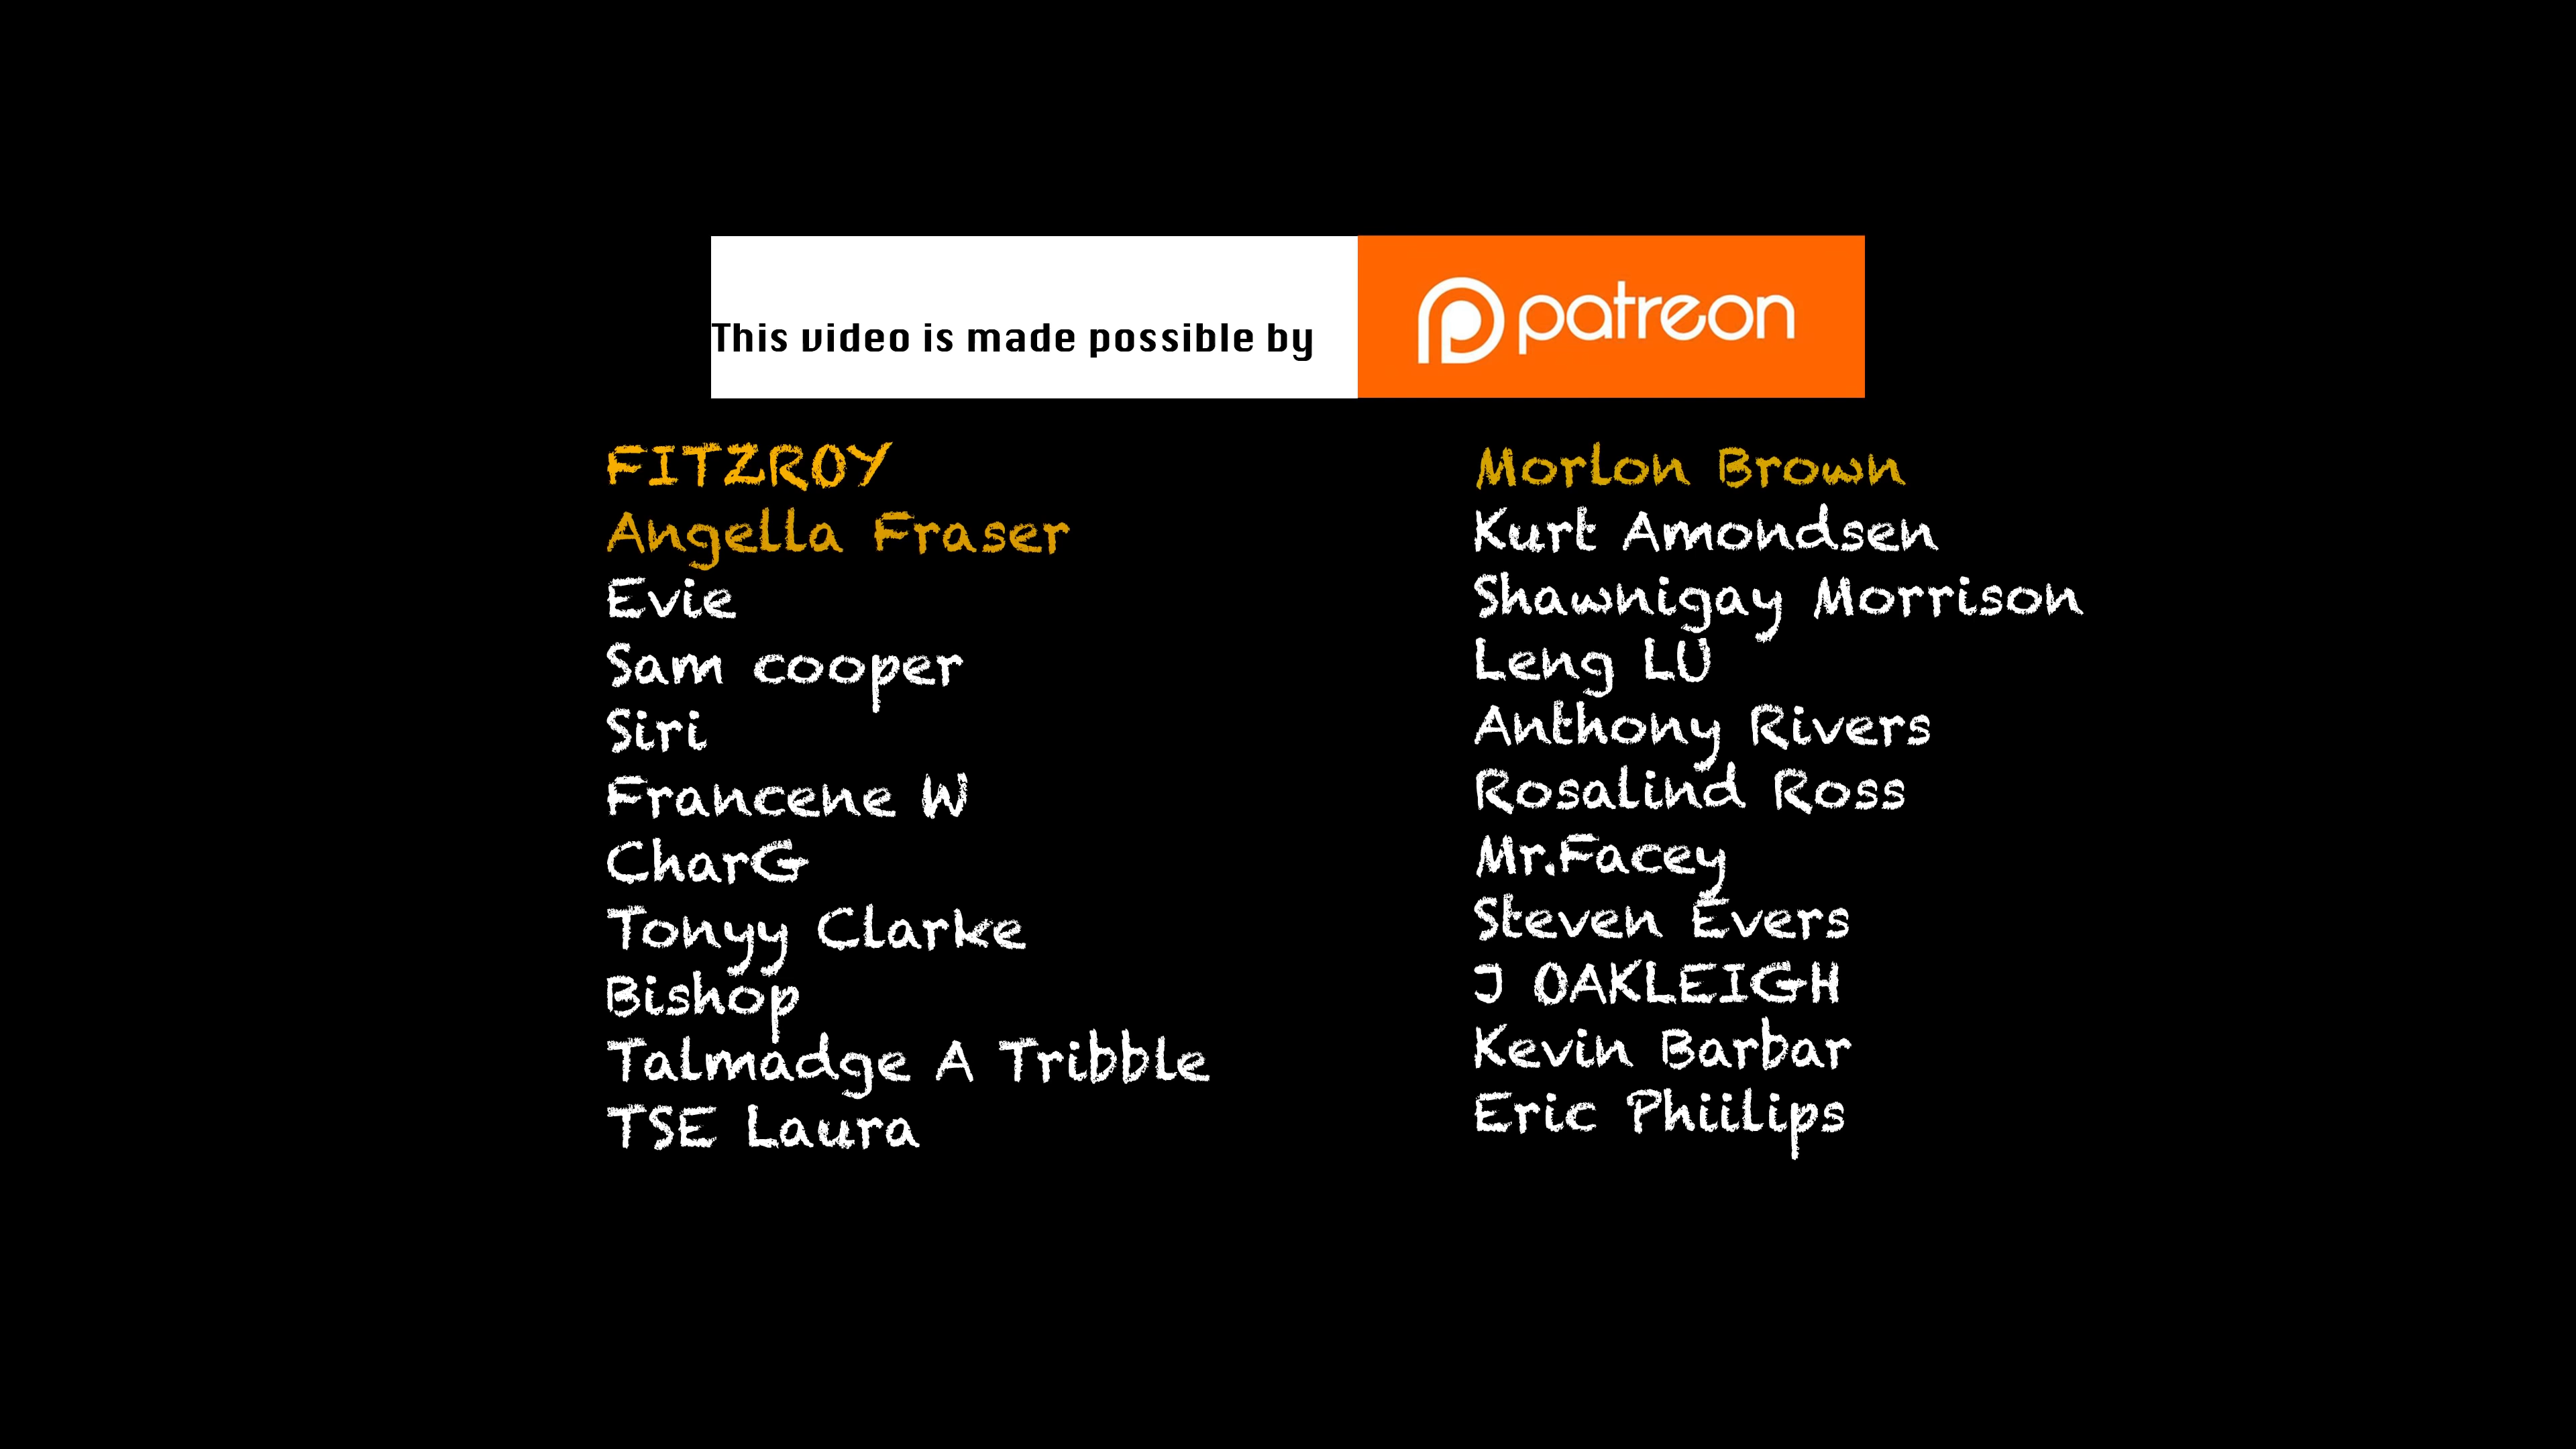 This video is made possible by
patreon
FITZROY
Angella Fraser
Evie
Sam cooper
Siri
Francene W
CharG
Tonyy Clarke
Bishop
Talmadge A Tribble
TSE Laura
Morlon Brown
Kurt Amondsen
Shawnigay Morrison
Leng LU
Anthony Rivers
Rosalind Ross
Mr.Facey
Steven Evers
J OAKLEIGH
Kevin Barbar
Eric Phiilips